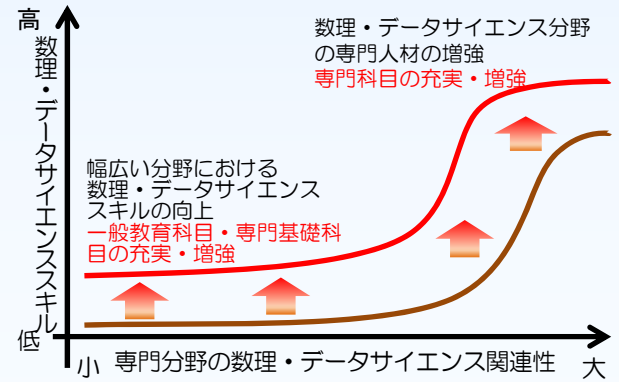 高
数理・データサイエンススキル
低
数理・データサイエンス分野
の専門人材の増強
専門科目の充実・増強
幅広い分野における
数理・データサイエンス
スキルの向上
一般教育科目・専門基礎科
目の充実・増強
小
専門分野の数理・データサイエンス関連性
大